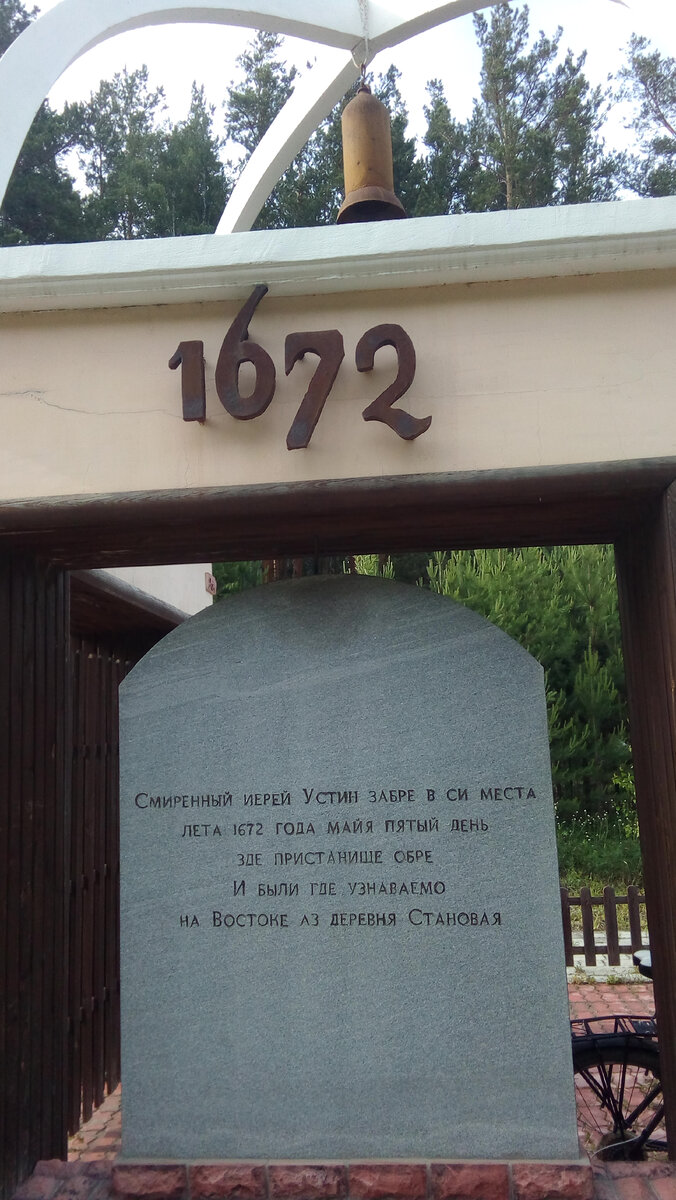 1672
Смиренный иерей Устин забре в си места
лета 1672 года майя пятый день
зде пристанище обре
И были где узнаваемо
на Востоке аз деревня Становая